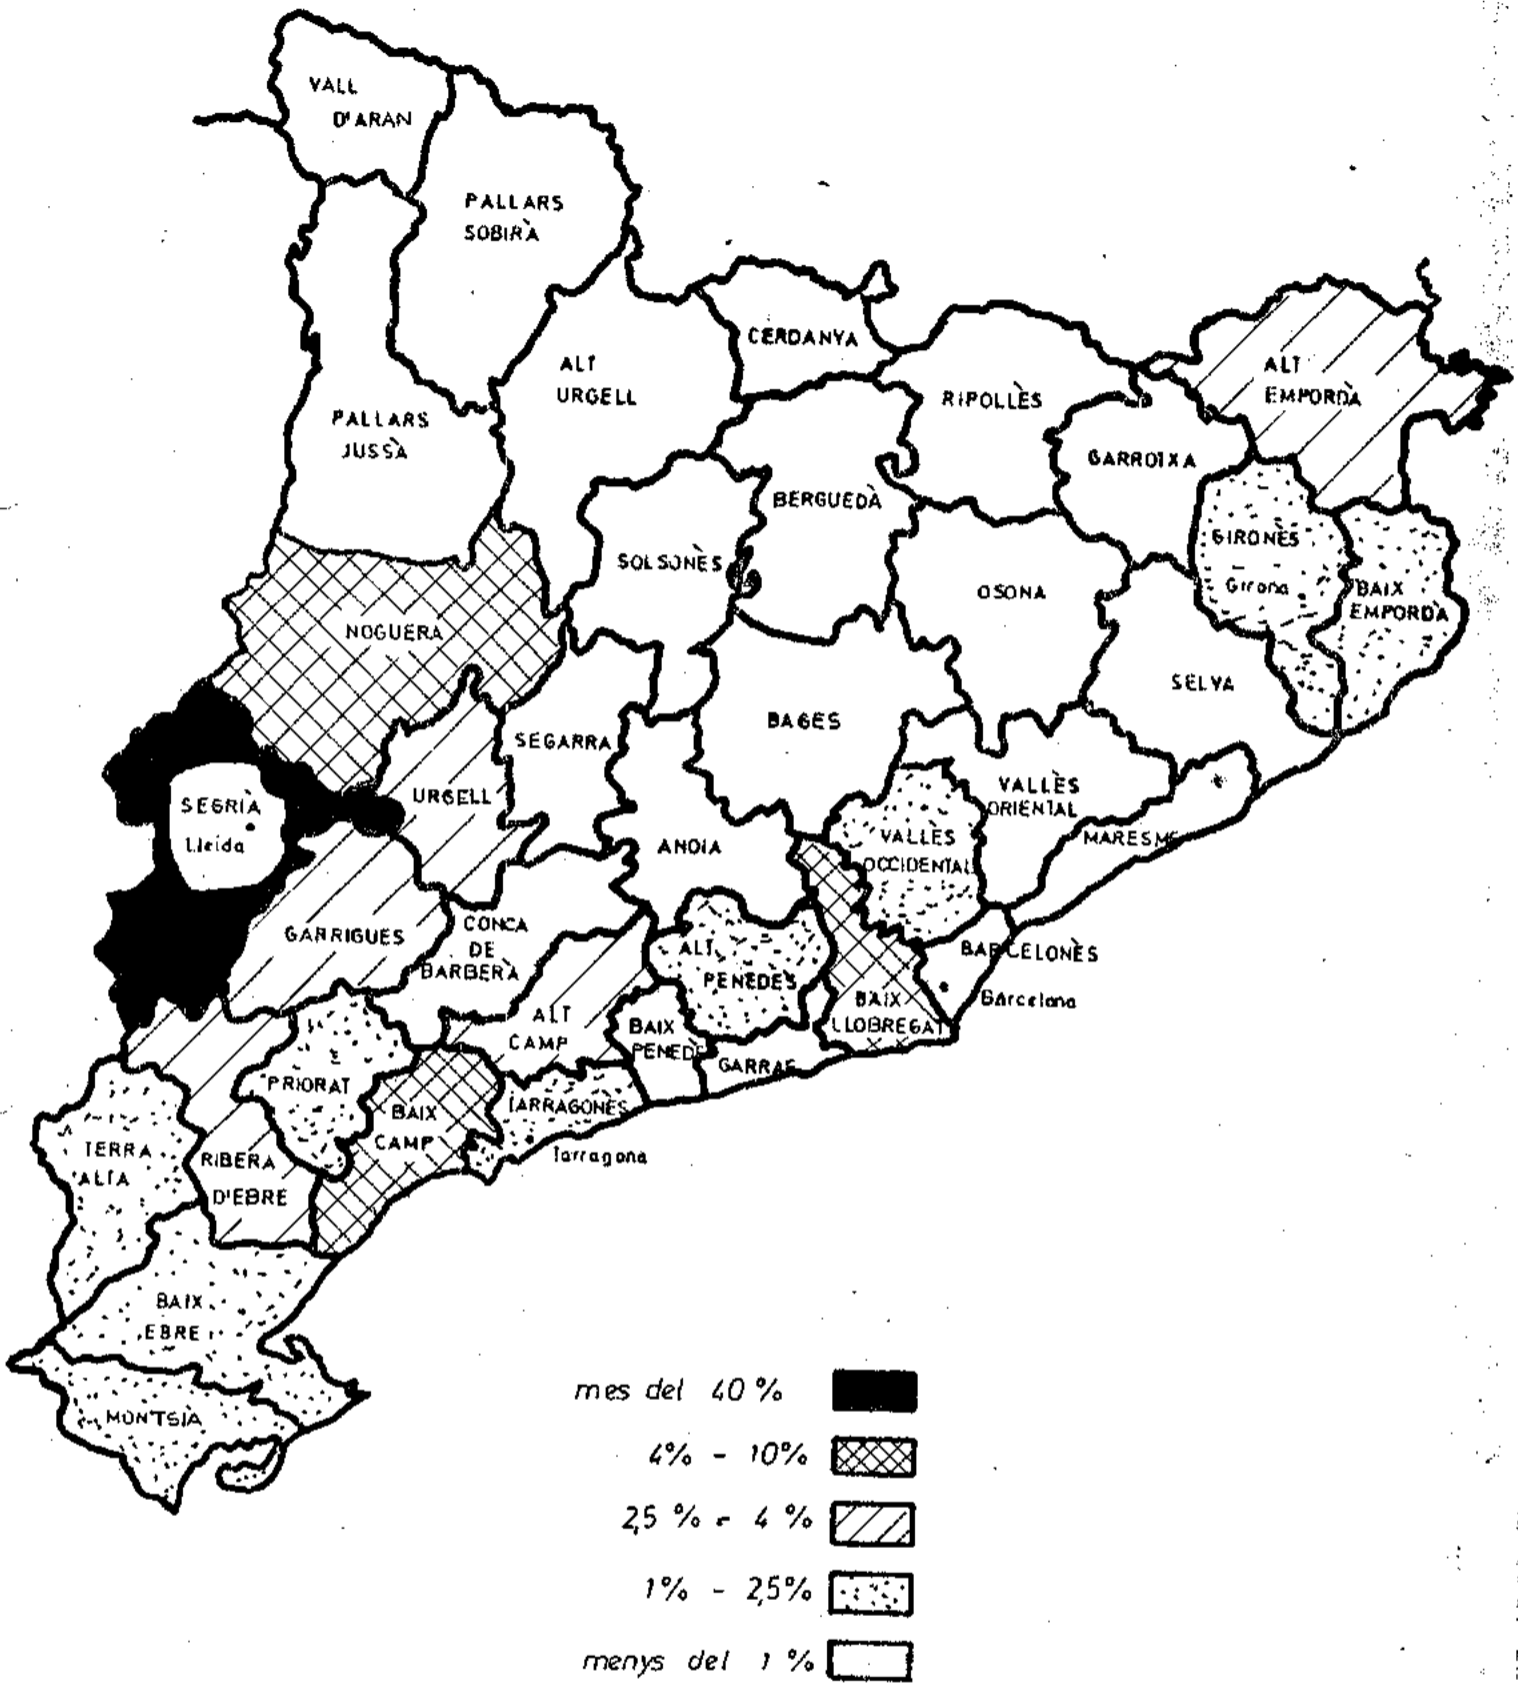 VALL
D'ARAN
PALLARS
SOBIRÀ
CERDANYA
ALT
URGELL
ALT
EMPORDÀ
RIPOLLÈS
PALLARS
JUSSÀ
GARROTXA
BERGUEDÀ
GIRONÈS
SOLSONÈS
OSONA
Girona
BAIX
EMPORDÀ
NOGUERA
SELVA
BAGES
SEGARRA
VALLÈS
ORIENTAL
URGELL
SEGRIÀ
Lleida
MARESME
VALLÈS
OCCIDENTAL
ANOIA
GARRIGUES
CONCA
DE
BARBERÀ
ALT
PENEDÈS
BARCELONÈS
Barcelona
BAIX
LLOBREGAT
ALT
CAMP
BAIX
PENEDÈ
GARRAF
PRIORAT
BAIX
CAMP
TARRAGONÈS
Tarragona
TERRA
ALTA
RIBERA
D'EBRE
BAIX
EBRE
MONTSIÀ
mes del 40 %
4% - 10%
2,5 % - 4 %
1% - 2,5%
menys del 1 %